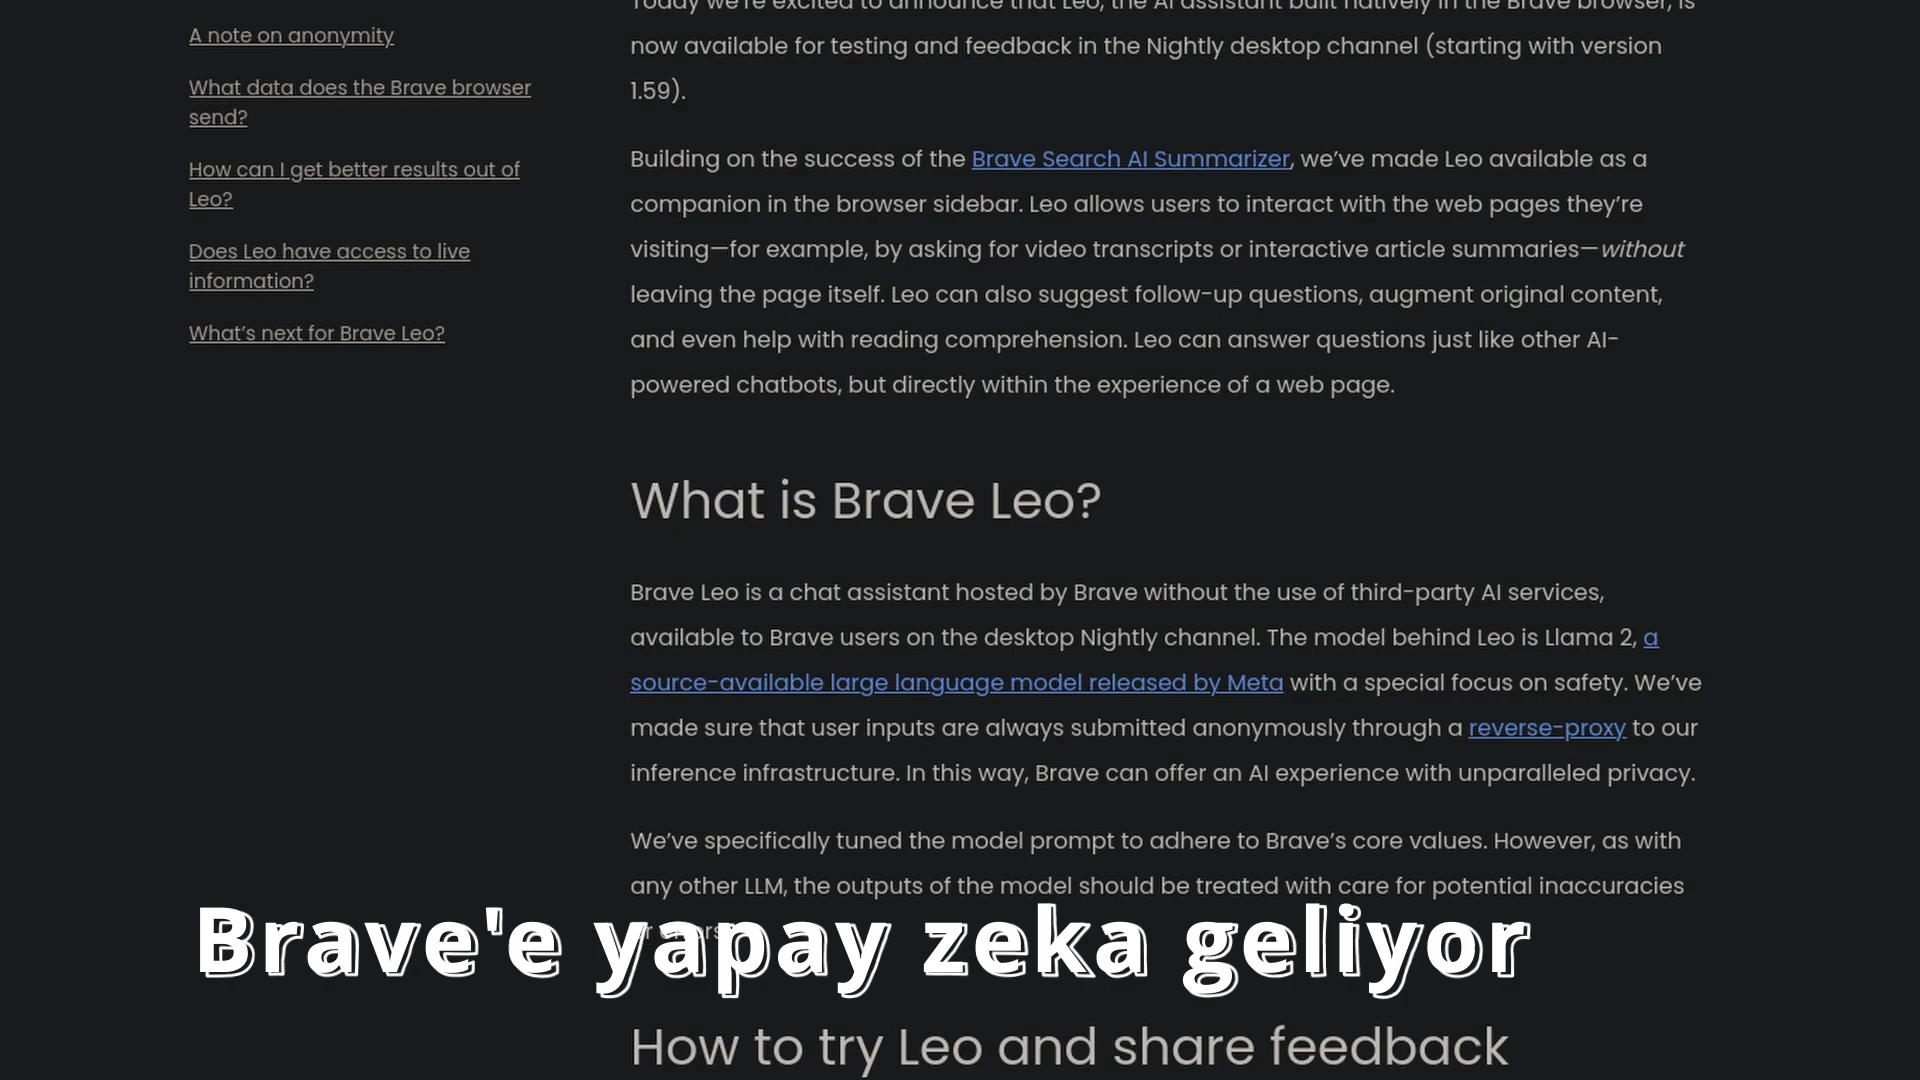 A note on anonymity
What data does the Brave browser
send?
How can I get better results out of
Leo?
Does Leo have access to live
information?
What's next for Brave Leo?
Today we're excited to announce that Leo, the AI assistant built natively in the Brave browser, is
now available for testing and feedback in the Nightly desktop channel (starting with version
1.59).
Building on the success of the Brave Search AI Summarizer, we've made Leo available as a
companion in the browser sidebar. Leo allows users to interact with the web pages they're
visiting—for example, by asking for video transcripts or interactive article summaries—without
leaving the page itself. Leo can also suggest follow-up questions, augment original content,
and even help with reading comprehension. Leo can answer questions just like other AI-
powered chatbots, but directly within the experience of a web page.
What is Brave Leo?
Brave Leo is a chat assistant hosted by Brave without the use of third-party AI services,
available to Brave users on the desktop Nightly channel. The model behind Leo is Llama 2, a
source-available large language model released by Meta with a special focus on safety. We've
made sure that user inputs are always submitted anonymously through a reverse-proxy to our
inference infrastructure. In this way, Brave can offer an AI experience with unparalleled privacy.
We've specifically tuned the model prompt to adhere to Brave's core values. However, as with
any other LLM, the outputs of the model should be treated with care for potential inaccuracies
Brave'e yapay zeka geliyor
How to try Leo and share feedback